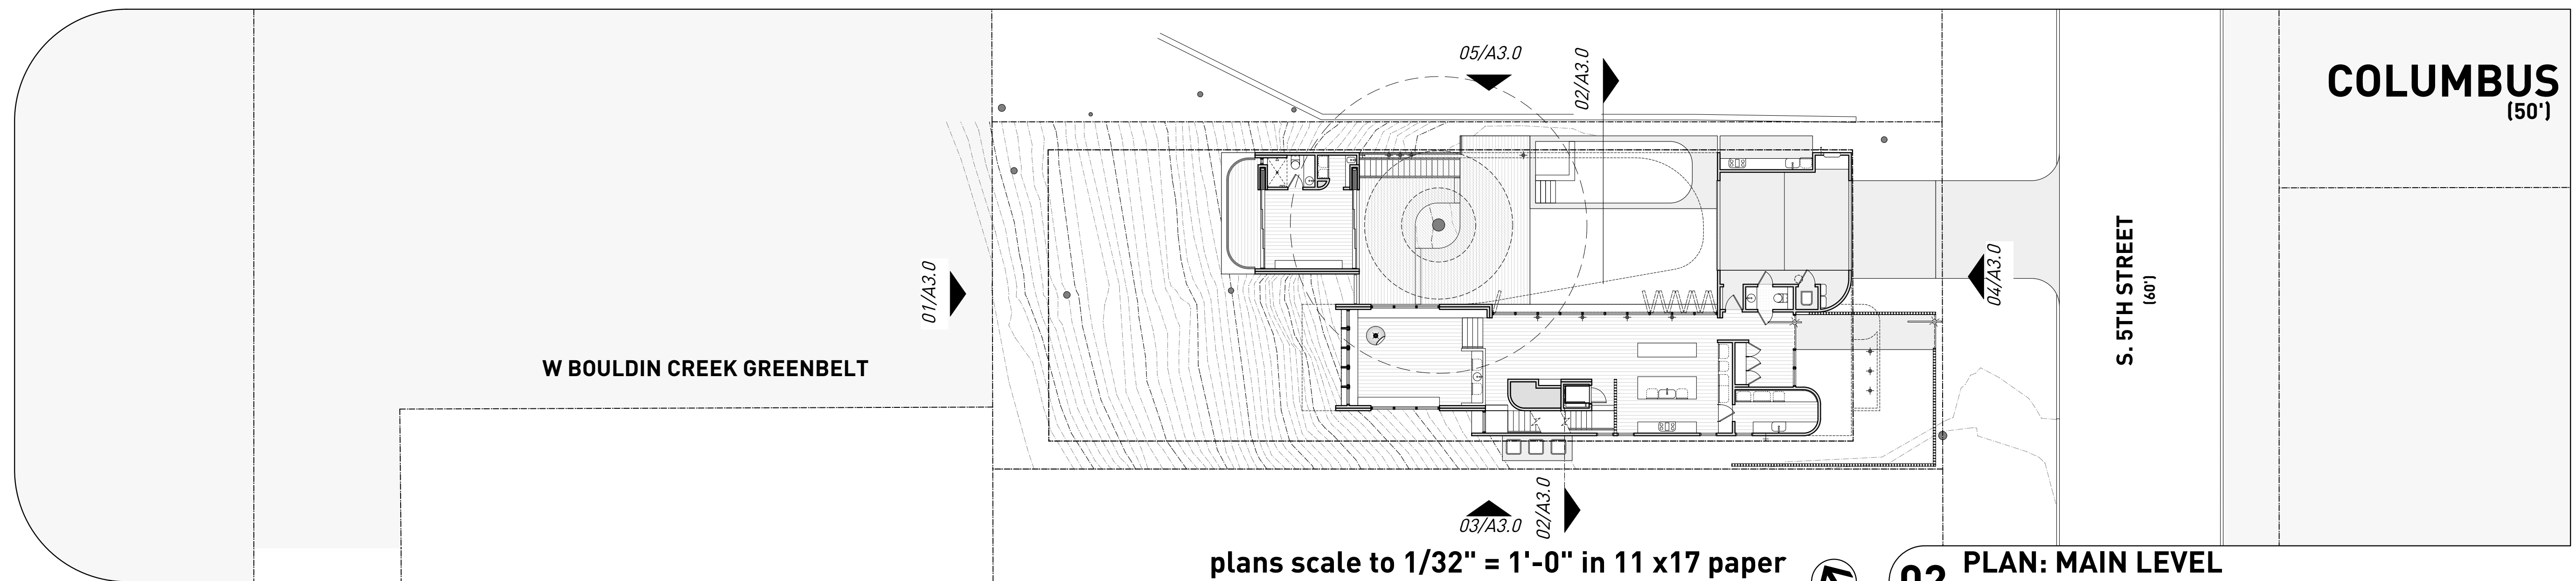 05/A3.0
02/A3.0
COLUMBUS
(50')
01/A3.0
04/A3.0
S. 5TH STREET
(60')
W BOULDIN CREEK GREENBELT
03/A3.0
02/A3.0
plans scale to 1/32" = 1'-0" in 11 x17 paper
02
PLAN: MAIN LEVEL